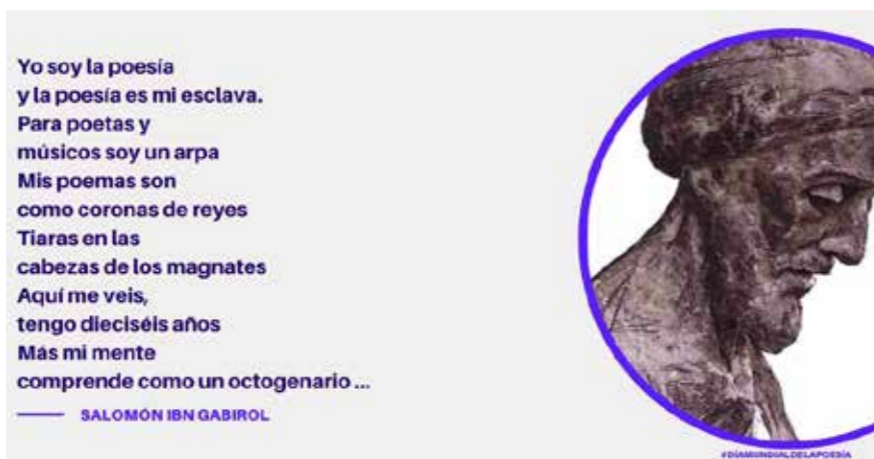 Yo soy la poesía
y la poesía es mi esclava.
Para poetas y
músicos soy un arpa
Mis poemas son
como coronas de reyes
Tiaras en las
cabezas de los magnates
Aquí me veis,
tengo dieciséis años
Más mi mente
comprende como un octogenario ...
SALOMÓN IBN GABIROL
#DÍAMUNDIALDELAPOESÍA